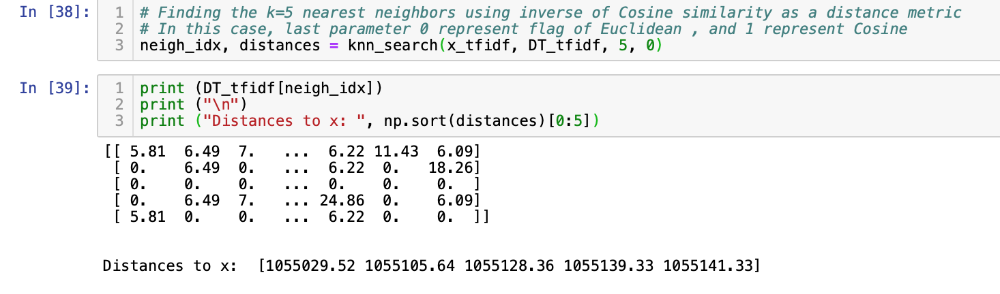 In [38]:
1 # Finding the k=5 nearest neighbors using inverse of Cosine similarity as a distance metric
2 # In this case, last parameter 0 represent flag of Euclidean , and 1 represent Cosine
3 neigh_idx, distances = knn_search(x_tfidf, DT_tfidf, 5, 0)
In [39]:
1 print (DT_tfidf[neigh_idx])
2 print ("\n")
3 print ("Distances to x: ", np.sort(distances)[0:5])
[[ 5.81 6.49 7. ... 6.22 11.43 6.09]
[ 0. 6.49 0. ... 6.22 0. 18.26]
[ 0. 0. 0. ... 0. 0. 0. ]
[ 0. 6.49 7. ... 24.86 0. 6.09]
[ 5.81 0. 0. ... 6.22 0. 0. ]]
Distances to x: [1055029.52 1055105.64 1055128.36 1055139.33 1055141.33]